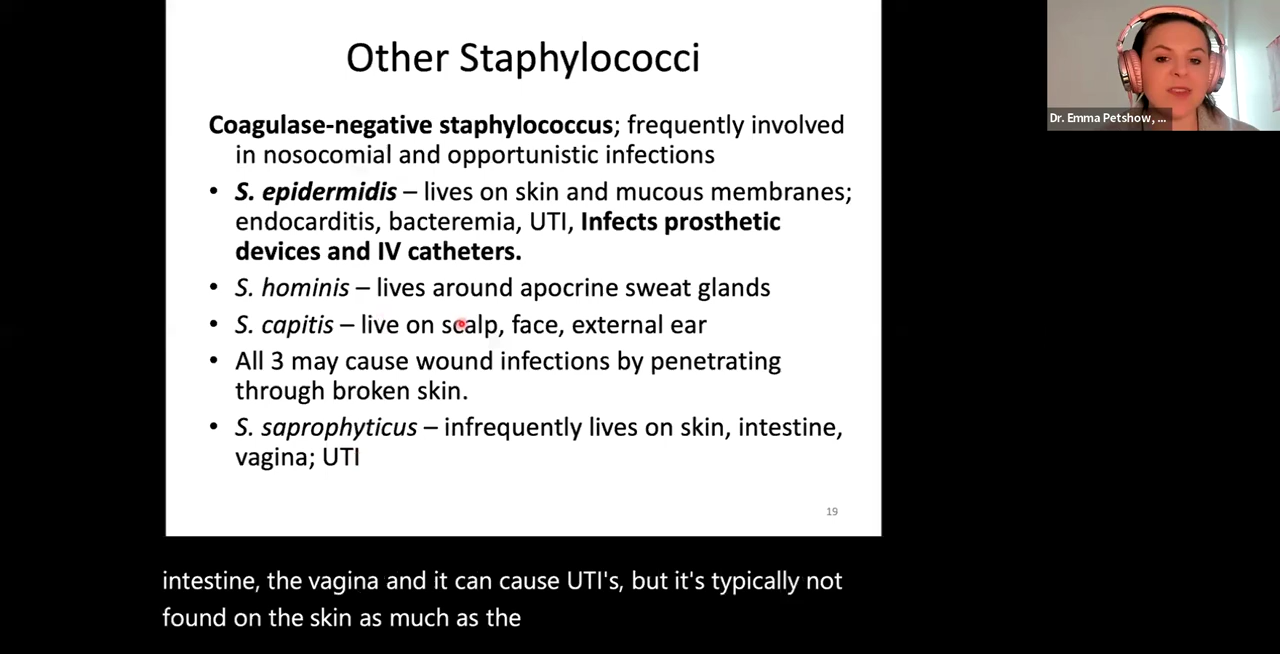 Other Staphylococci
Coagulase-negative staphylococcus; frequently involved
in nosocomial and opportunistic infections
• S. epidermidis – lives on skin and mucous membranes;
endocarditis, bacteremia, UTI, Infects prosthetic
devices and IV catheters.
• S. hominis – lives around apocrine sweat glands
• S. capitis – live on scalp, face, external ear
• All 3 may cause wound infections by penetrating
through broken skin.
• S. saprophyticus – infrequently lives on skin, intestine,
vagina; UTI
19
Dr. Emma Petshow, ...
intestine, the vagina and it can cause UTI's, but it's typically not
found on the skin as much as the